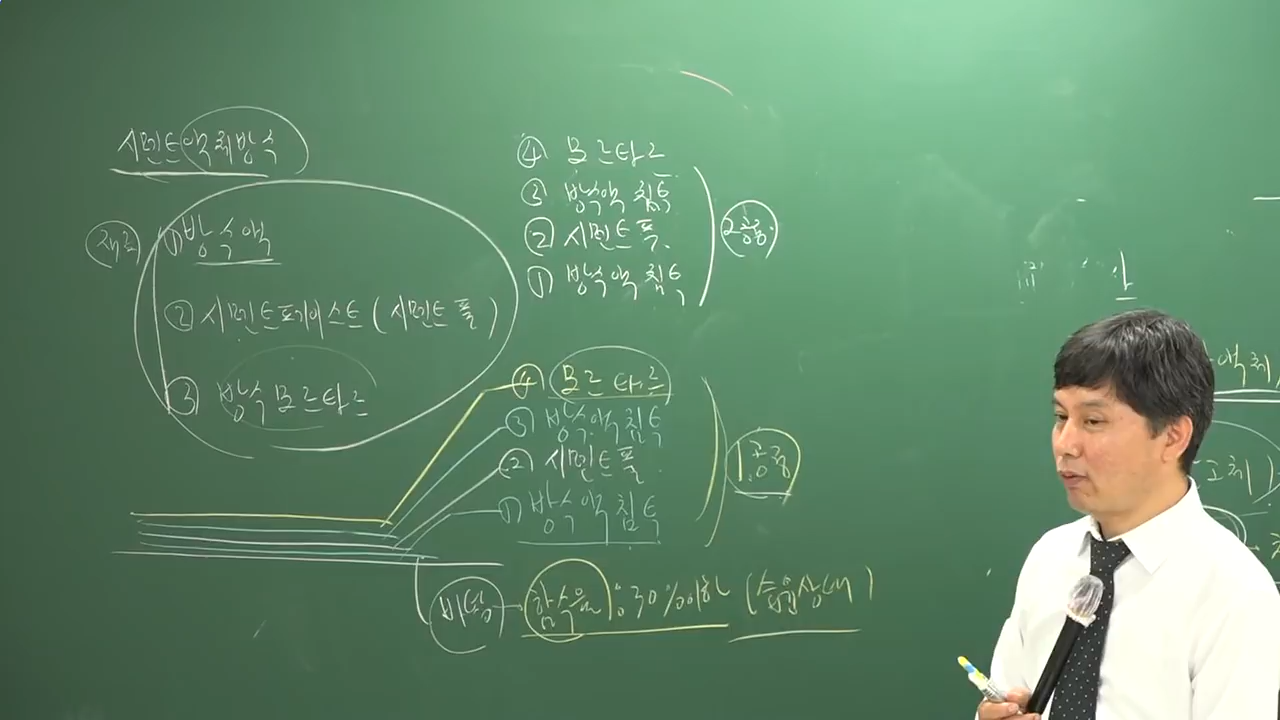 시멘트액체방수
재료
① 방수액
② 시멘트페이스트 (시멘트 풀)
③ 방수모르타르
④ 모르타르
③ 방수액 침투
② 시멘트 풀.
① 방수액 침투
2공정
④ 모르타르
③ 방수액 침투
② 시멘트 풀.
① 방수액 침투
1공정
바탕 → 함수율 : 30%이하 (습윤상태)
액체